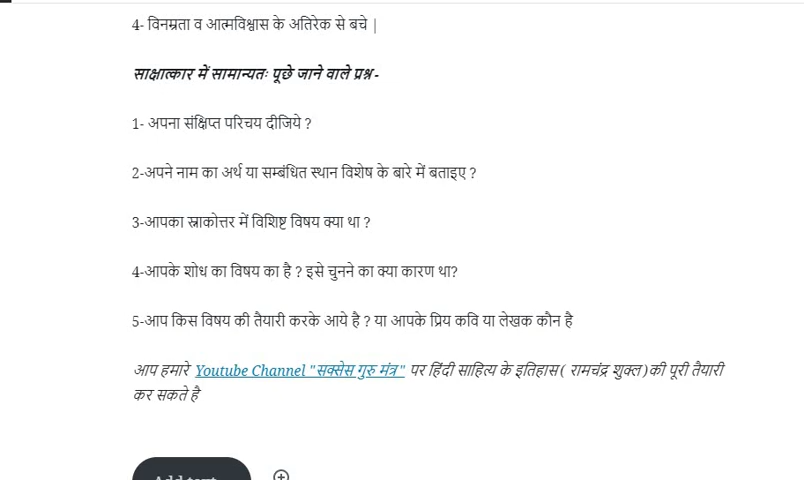 4- विनम्रता व आत्मविश्वास के अतिरेक से बचे |
साक्षात्कार में सामान्यतः पूछे जाने वाले प्रश्न -
1- अपना संक्षिप्त परिचय दीजिये ?
2-अपने नाम का अर्थ या सम्बंधित स्थान विशेष के बारे में बताइए ?
3-आपका स्नाकोत्तर में विशिष्ट विषय क्या था ?
4-आपके शोध का विषय का है ? इसे चुनने का क्या कारण था?
5-आप किस विषय की तैयारी करके आये है ? या आपके प्रिय कवि या लेखक कौन है
आप हमारे Youtube Channel "सक्सेस गुरु मंत्र" पर हिंदी साहित्य के इतिहास ( रामचंद्र शुक्ल )की पूरी तैयारी
कर सकते है